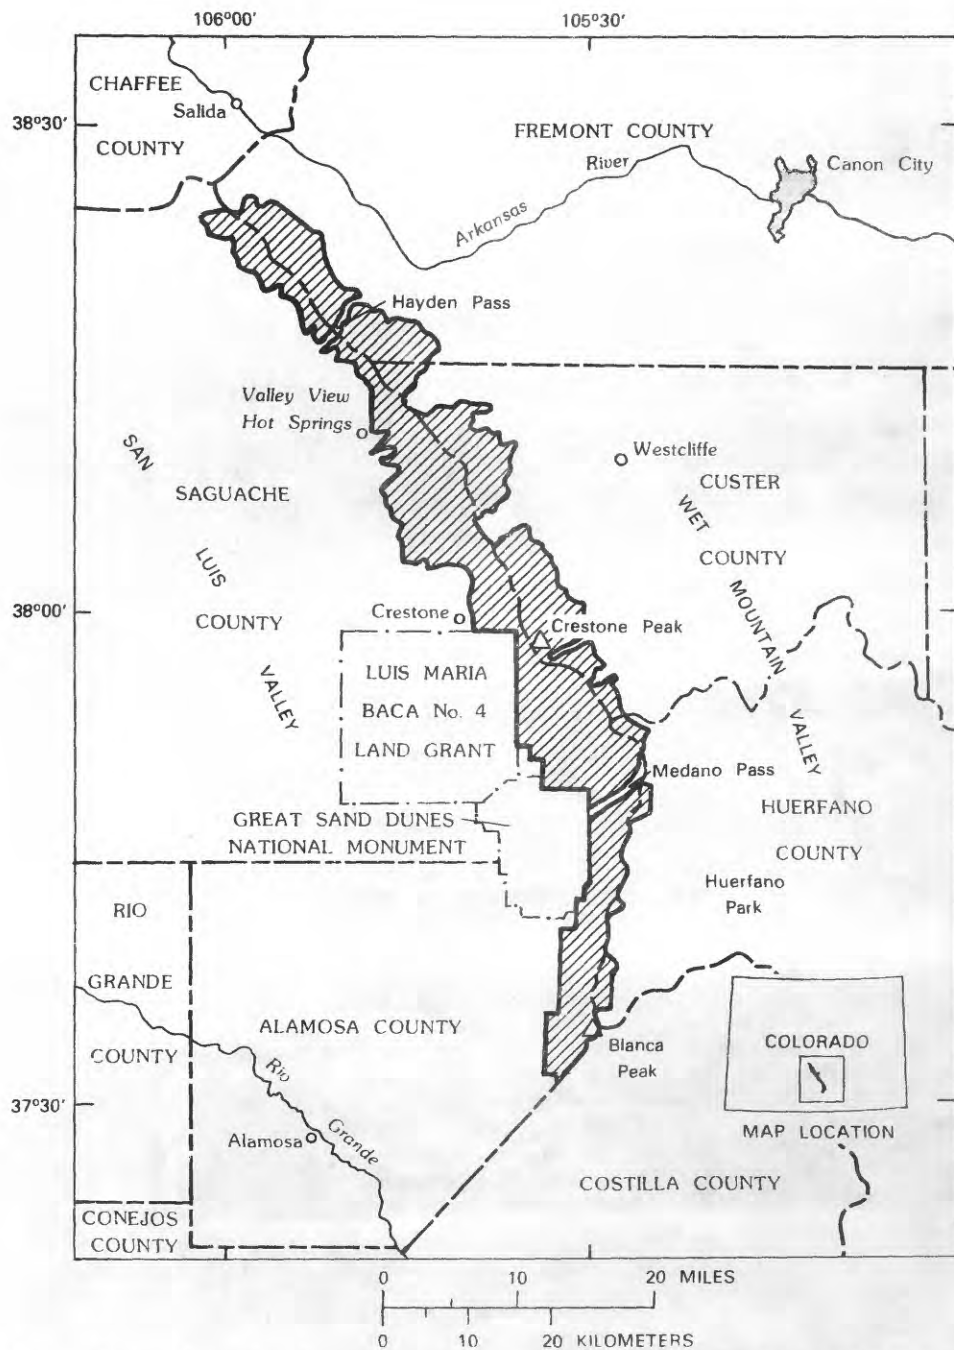 106°00'
105°30'
CHAFFEE
Salida
38°30'
COUNTY
FREMONT COUNTY
River
Canon City
Arkansas
Hayden Pass
Valley View
Hot Springs
Westcliffe
SAN
SAGUACHE
CUSTER
WET
LUIS
COUNTY
38°00'
COUNTY
Crestone
Crestone Peak
MOUNTAIN
LUIS MARIA
BACA No. 4
LAND GRANT
VALLEY
VALLEY
Medano Pass
GREAT SAND DUNES
NATIONAL MONUMENT
HUERFANO
COUNTY
Huerfano
Park
RIO
GRANDE
COUNTY
ALAMOSA COUNTY
Blanca
Peak
COLORADO
MAP LOCATION
37°30'
Rio
Grande
Alamosa
COSTILLA COUNTY
CONEJOS
COUNTY
0 10 20 MILES
0 10 20 KILOMETERS